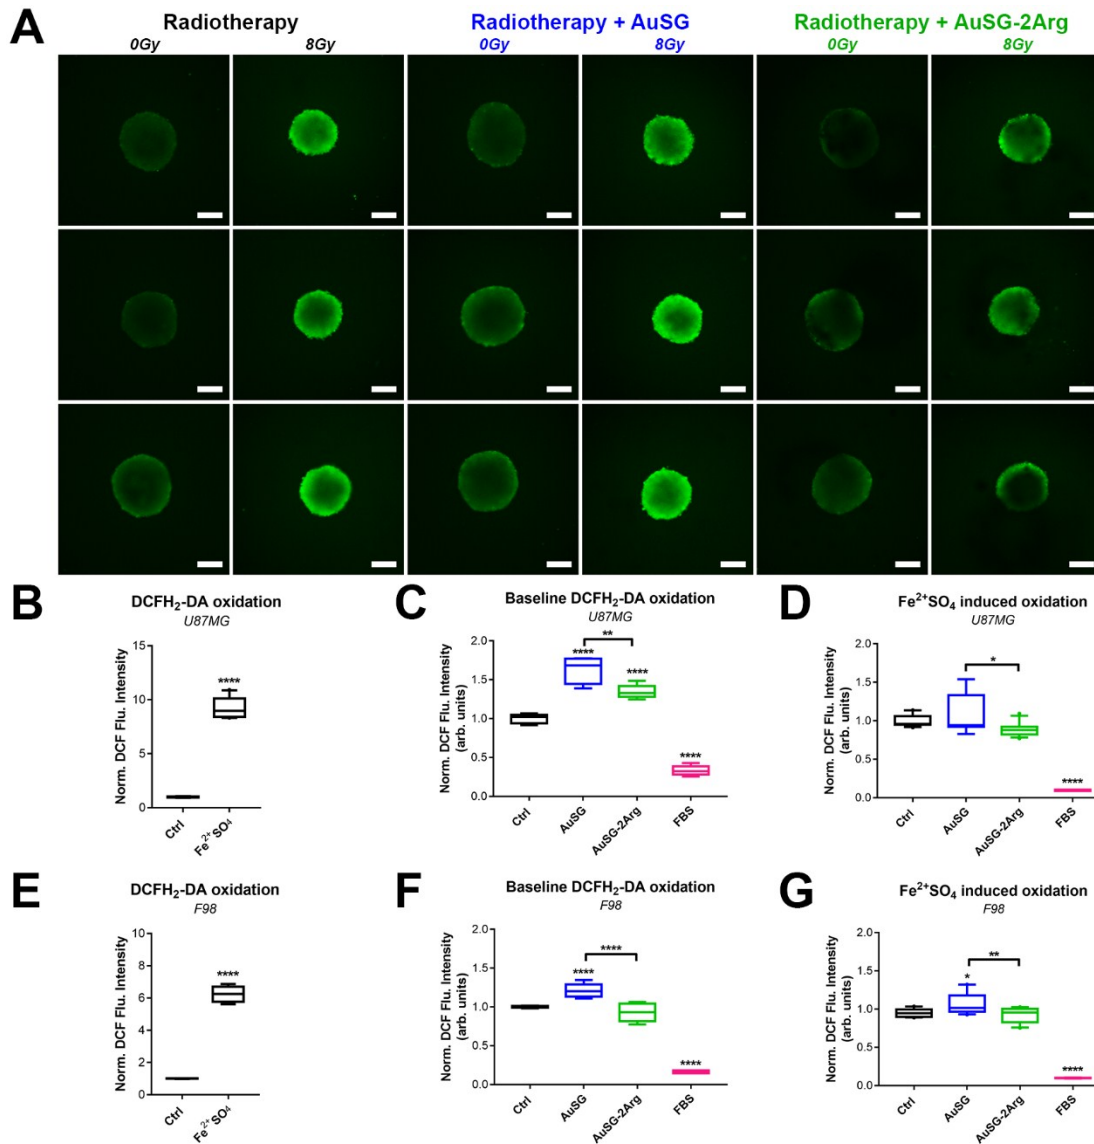 A
Radiotherapy
Radiotherapy + AuSG
Radiotherapy + AuSG-2Arg
0Gy
8Gy
0Gy
8Gy
0Gy
8Gy
B
DCFH₂-DA oxidation
U87MG
Norm. DCF Flu. Intensity
(arb. units)
15
10
5
0
****
Ctrl
Fe²⁺SO₄
C
Baseline DCFH₂-DA oxidation
U87MG
Norm. DCF Flu. Intensity
(arb. units)
2.0
1.5
1.0
0.5
0.0
**
****
****
****
Ctrl
AuSG
AuSG-2Arg
FBS
D
Fe²⁺SO₄ induced oxidation
U87MG
Norm. DCF Flu. Intensity
(arb. units)
2.0
1.5
1.0
0.5
0.0
*
****
Ctrl
AuSG
AuSG-2Arg
FBS
E
DCFH₂-DA oxidation
F98
Norm. DCF Flu. Intensity
(arb. units)
10
8
6
4
2
0
****
Ctrl
Fe²⁺SO₄
F
Baseline DCFH₂-DA oxidation
F98
Norm. DCF Flu. Intensity
(arb. units)
2.0
1.5
1.0
0.5
0.0
****
****
****
Ctrl
AuSG
AuSG-2Arg
FBS
G
Fe²⁺SO₄ induced oxidation
F98
Norm. DCF Flu. Intensity
(arb. units)
2.0
1.5
1.0
0.5
0.0
**
*
****
Ctrl
AuSG
AuSG-2Arg
FBS